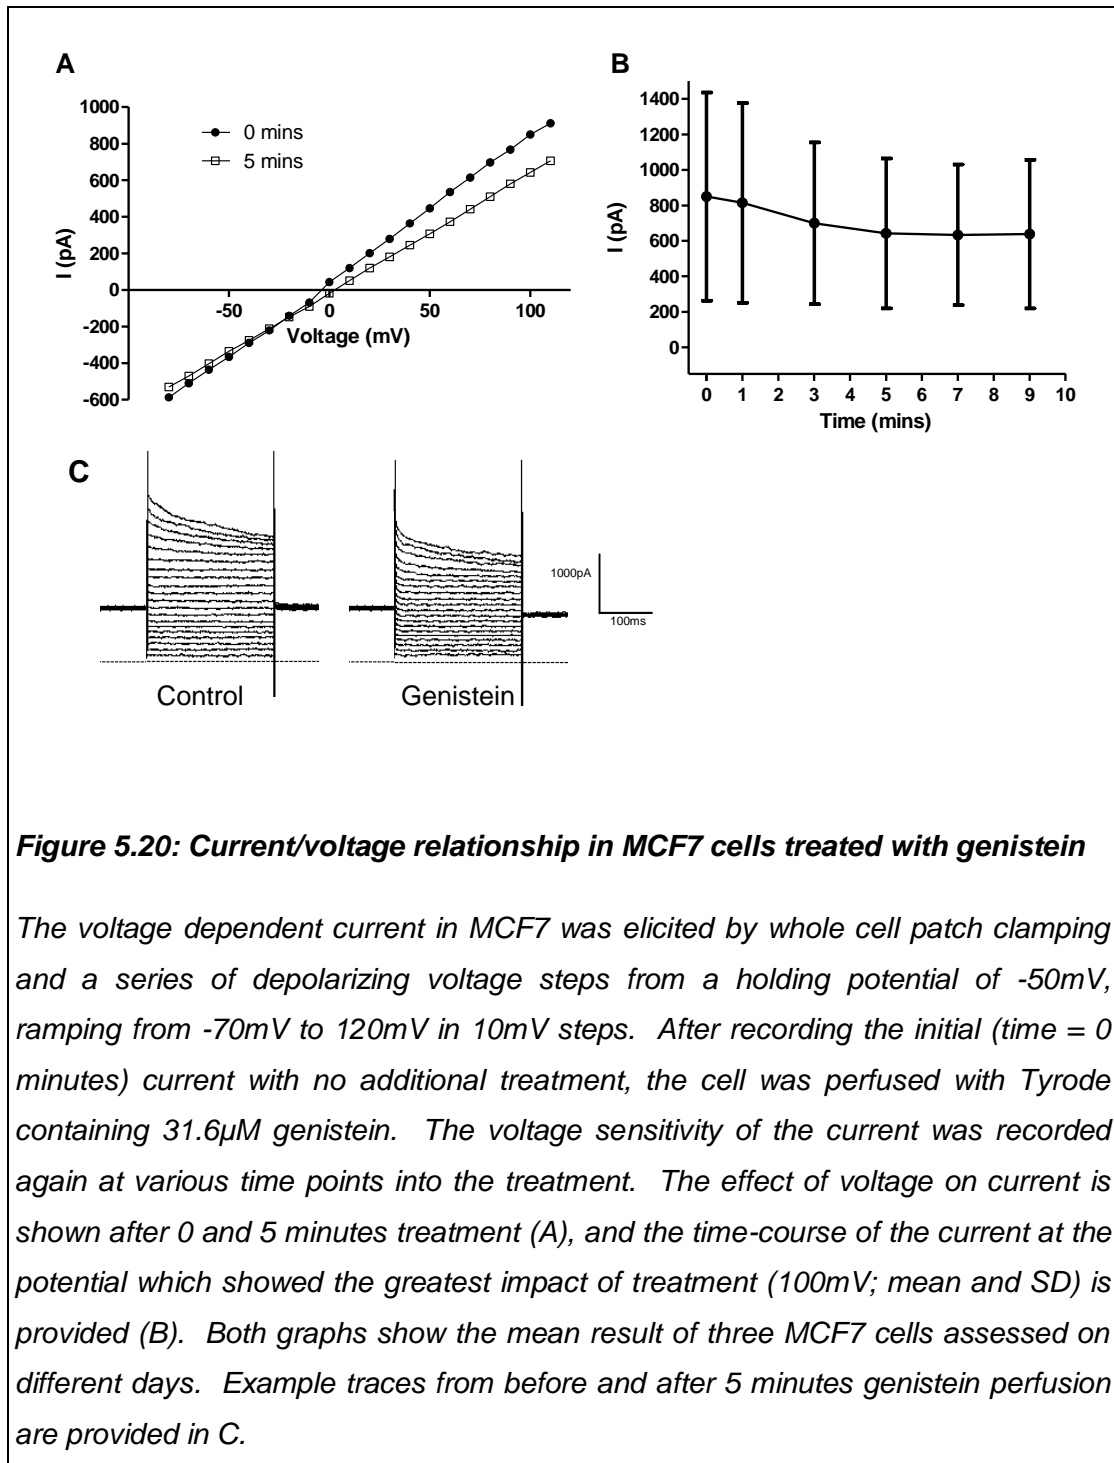 A
B
1000
800
600
400
200
0
-200
-400
-600
I (pA)
0 mins
5 mins
-50
0
50
100
Voltage (mV)
1400
1200
1000
800
600
400
200
0
I (pA)
0 1 2 3 4 5 6 7 8 9 10
Time (mins)
C
1000pA
100ms
Control
Genistein
Figure 5.20: Current/voltage relationship in MCF7 cells treated with genistein
The voltage dependent current in MCF7 was elicited by whole cell patch clamping
and a series of depolarizing voltage steps from a holding potential of -50mV,
ramping from -70mV to 120mV in 10mV steps. After recording the initial (time = 0
minutes) current with no additional treatment, the cell was perfused with Tyrode
containing 31.6µM genistein. The voltage sensitivity of the current was recorded
again at various time points into the treatment. The effect of voltage on current is
shown after 0 and 5 minutes treatment (A), and the time-course of the current at the
potential which showed the greatest impact of treatment (100mV; mean and SD) is
provided (B). Both graphs show the mean result of three MCF7 cells assessed on
different days. Example traces from before and after 5 minutes genistein perfusion
are provided in C.